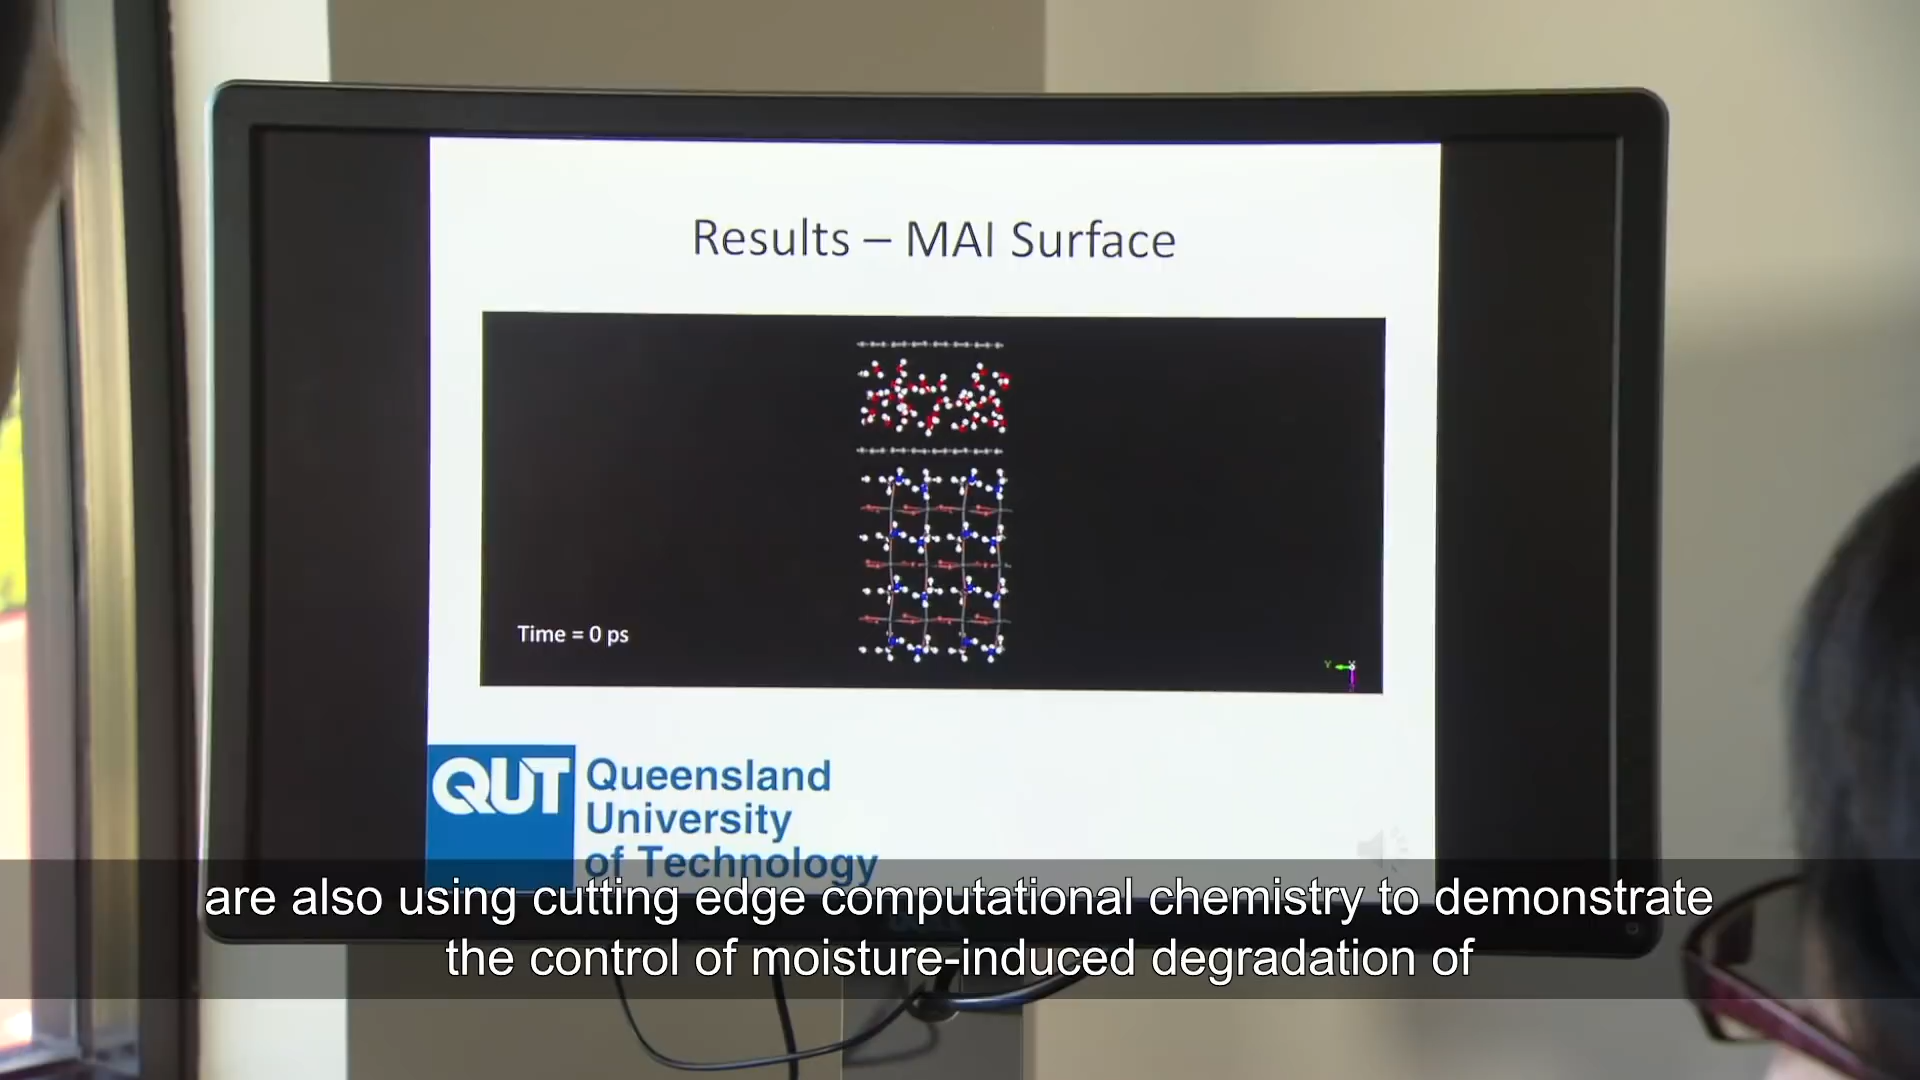 Results – MAI Surface
Time = 0 ps
Y
QUT
Queensland
University
of Technology
are also using cutting edge computational chemistry to demonstrate
the control of moisture-induced degradation of